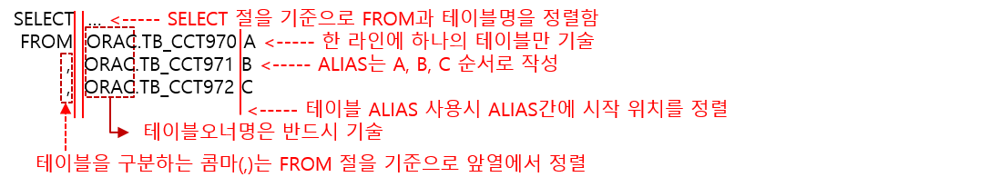 SELECT ... <----- SELECT 절을 기준으로 FROM과 테이블명을 정렬함
FROM ORAC.TB_CCT970 A <----- 한 라인에 하나의 테이블만 기술
, ORAC.TB_CCT971 B <----- ALIAS는 A, B, C 순서로 작성
, ORAC.TB_CCT972 C
<----- 테이블 ALIAS 사용시 ALIAS간에 시작 위치를 정렬
테이블오너명은 반드시 기술
테이블을 구분하는 콤마(,)는 FROM 절을 기준으로 앞열에서 정렬